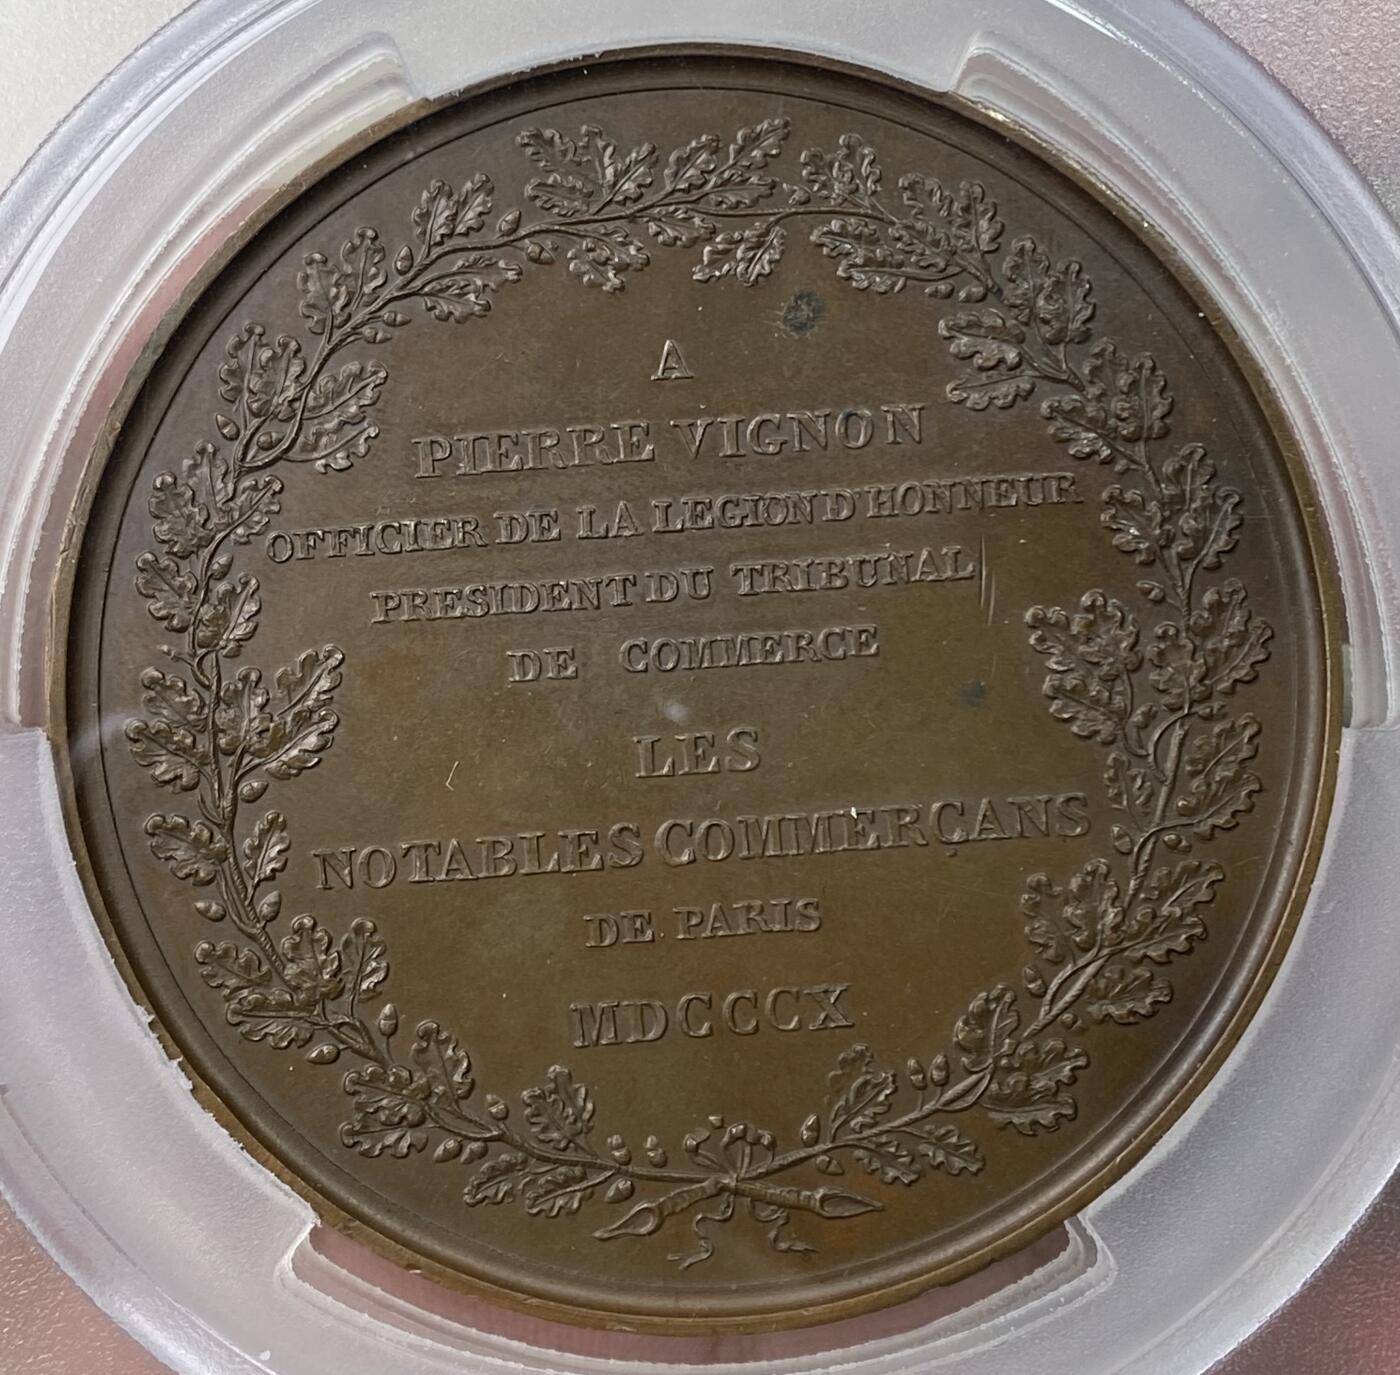 A
PIERRE VIGNON
OFFICIER DE LA LEGION D'HONNEUR
PRESIDENT DU TRIBUNAL
DE COMMERCE
LES
NOTABLES COMMERÇANS
DE PARIS
MDCCCX